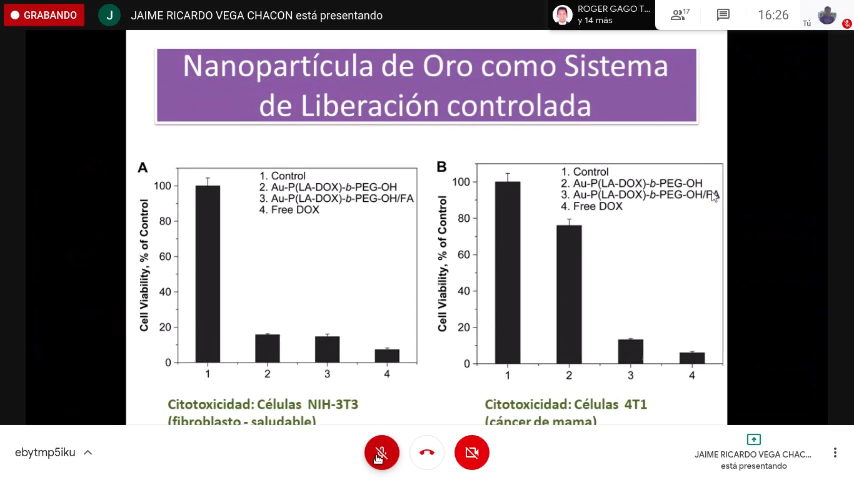 GRABANDO
J
JAIME RICARDO VEGA CHACON está presentando
ROGER GAGO T...
y 14 más
17
16:26
Tú
Nanopartícula de Oro como Sistema
de Liberación controlada
A
Cell Viability, % of Control
100
80
60
40
20
0
1. Control
2. Au-P(LA-DOX)-b-PEG-OH
3. Au-P(LA-DOX)-b-PEG-OH/FA
4. Free DOX
1 2 3 4
Citotoxicidad: Células NIH-3T3
(fibroblasto - saludable)
B
Cell Viability, % of Control
100
80
60
40
20
0
1. Control
2. Au-P(LA-DOX)-b-PEG-OH
3. Au-P(LA-DOX)-b-PEG-OH/FA
4. Free DOX
1 2 3 4
Citotoxicidad: Células 4T1
(cáncer de mama)
ebytmp5iku
JAIME RICARDO VEGA CHAC...
está presentando